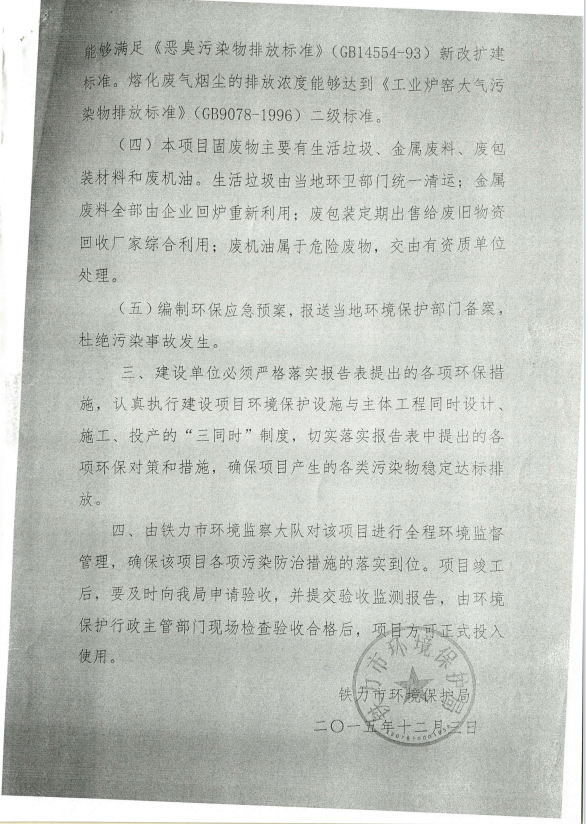 能够满足《恶臭污染物排放标准》（GB14554-93）新改扩建
标准。熔化废气烟尘的排放浓度能够达到《工业炉窑大气污
染物排放标准》（GB9078-1996）二级标准。
（四）本项目固废物主要有生活垃圾、金属废料、废包
装材料和废机油。生活垃圾由当地环卫部门统一清运；金属
废料全部由企业回炉重新利用；废包装定期出售给废旧物资
回收厂家综合利用；废机油属于危险废物，交由有资质单位
处理。
（五）编制环保应急预案，报送当地环境保护部门备案，
杜绝污染事故发生。
三、建设单位必须严格落实报告表提出的各项环保措
施，认真执行建设项目环境保护设施与主体工程同时设计、
施工、投产的“三同时”制度，切实落实报告表中提出的各
项环保对策和措施，确保项目产生的各类污染物稳定达标排
放。
四、由铁力市环境监察大队对该项目进行全程环境监督
管理，确保该项目各项污染防治措施的落实到位。项目竣工
后，要及时向我局申请验收，并提交验收监测报告，由环境
保护行政主管部门现场检查验收合格后，项目方可正式投入
使用。
铁力市环境保护局
二〇一五年十二月二日
铁力市环境保护局